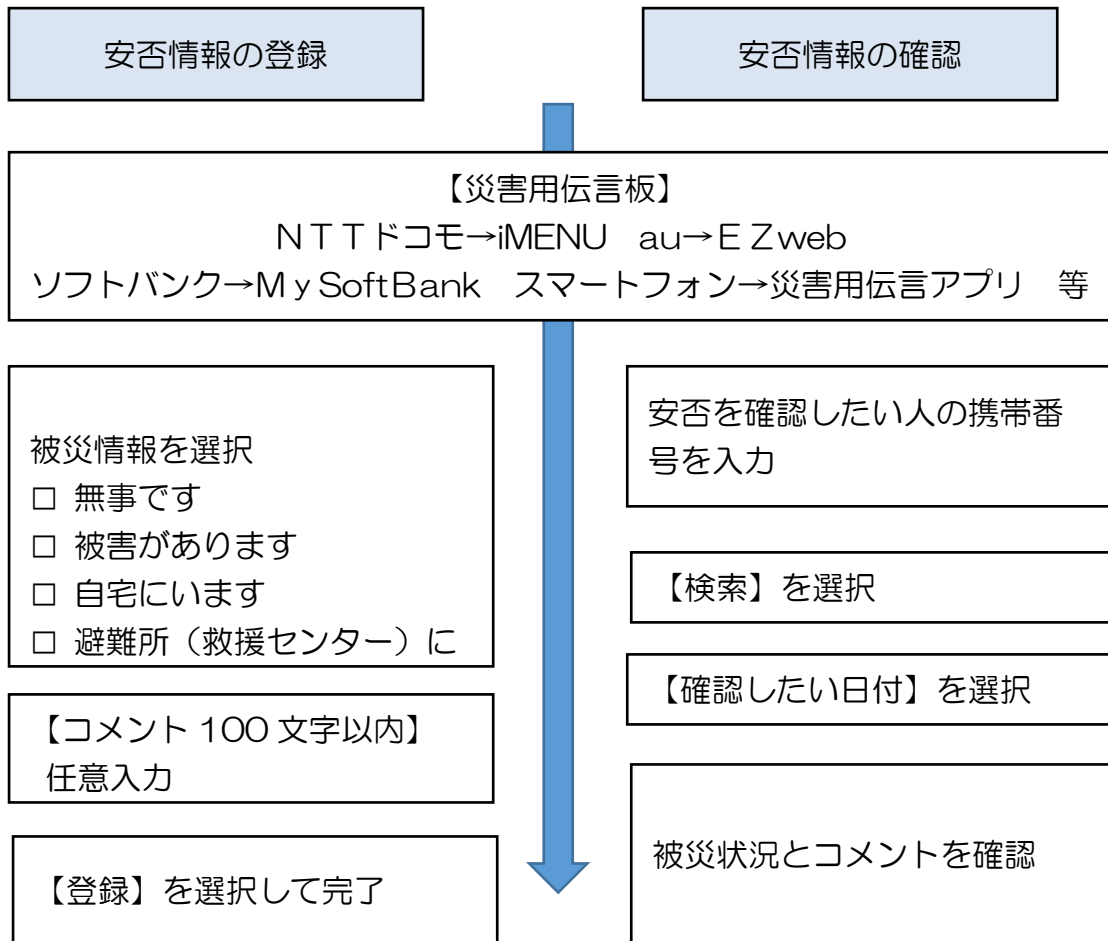 安否情報の登録
安否情報の確認
【災害用伝言板】
ＮＴＴドコモ→iMENU　au→ＥＺweb
ソフトバンク→Ｍｙ SoftBank　スマートフォン→災害用伝言アプリ　等
被災情報を選択
□ 無事です
□ 被害があります
□ 自宅にいます
□ 避難所（救援センター）に
【コメント 100 文字以内】
任意入力
【登録】を選択して完了
安否を確認したい人の携帯番
号を入力
【検索】を選択
【確認したい日付】を選択
被災状況とコメントを確認